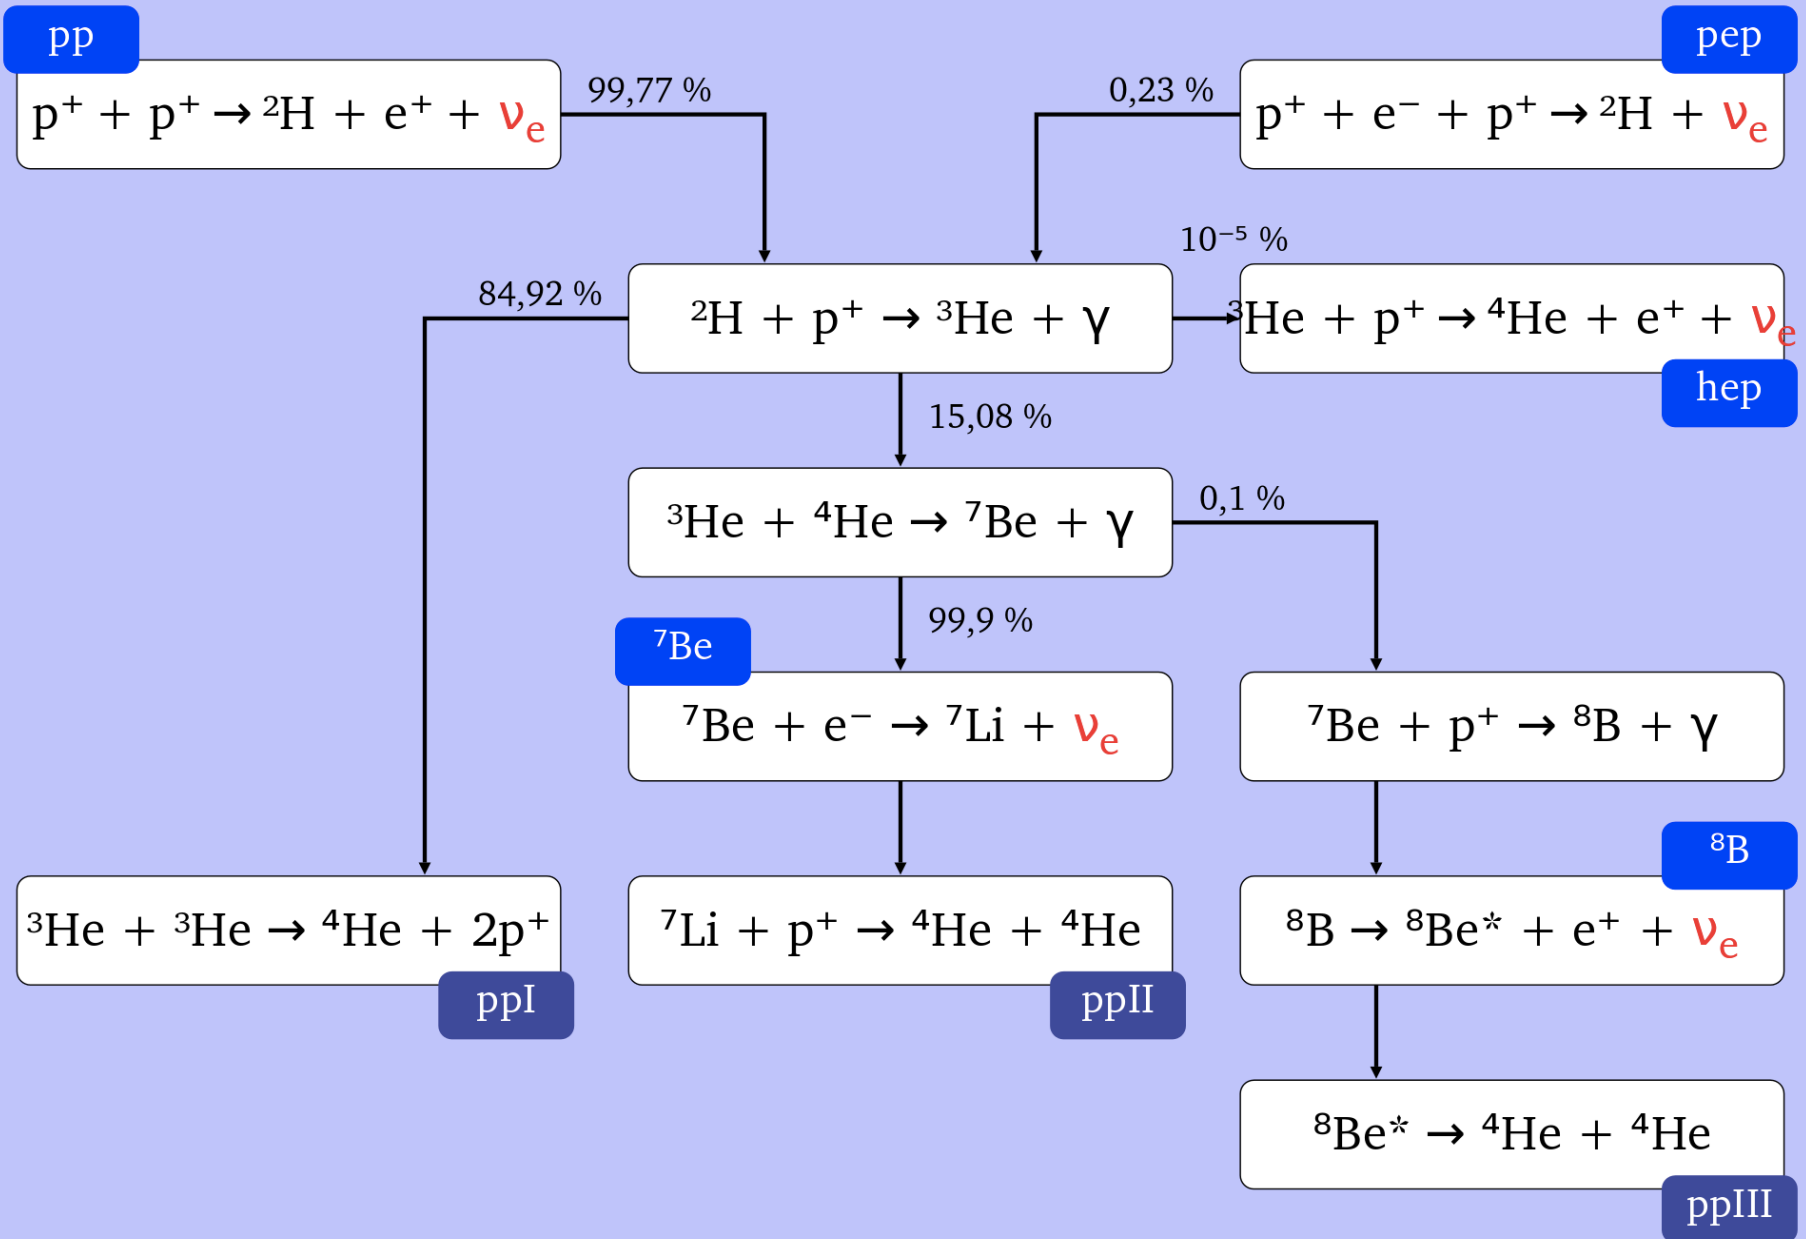 pp
pep
p⁺ + p⁺ → ²H + e⁺ + νₑ
99,77 %
0,23 %
p⁺ + e⁻ + p⁺ → ²H + νₑ
10⁻⁵ %
84,92 %
²H + p⁺ → ³He + γ
³He + p⁺ → ⁴He + e⁺ + νₑ
hep
15,08 %
³He + ⁴He → ⁷Be + γ
0,1 %
99,9 %
⁷Be
⁷Be + e⁻ → ⁷Li + νₑ
⁷Be + p⁺ → ⁸B + γ
⁸B
³He + ³He → ⁴He + 2p⁺
⁷Li + p⁺ → ⁴He + ⁴He
⁸B → ⁸Be* + e⁺ + νₑ
ppI
ppII
⁸Be* → ⁴He + ⁴He
ppIII